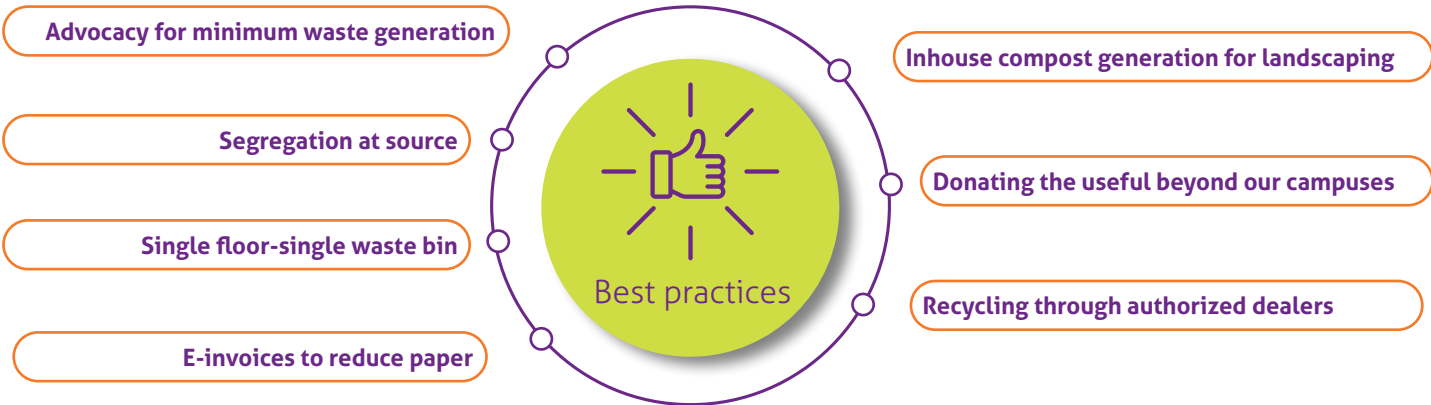 Advocacy for minimum waste generation
Segregation at source
Single floor-single waste bin
E-invoices to reduce paper
Best practices
Inhouse compost generation for landscaping
Donating the useful beyond our campuses
Recycling through authorized dealers